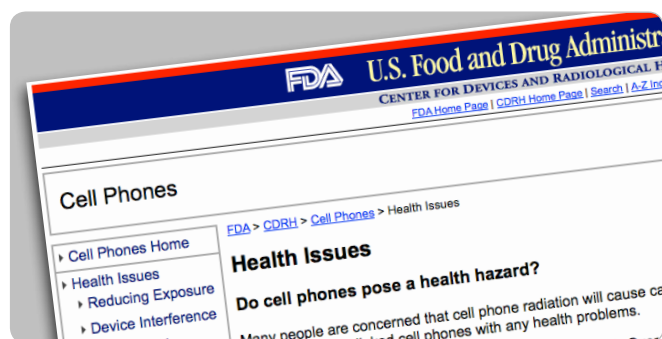 FDA U.S. Food and Drug
CENTER FOR DEVICES AND RADIOLOGICAL
FDA Home Page | CDRH Home Page | Search | A-Z
Cell Phones
FDA > CDRH > Cell Phones > Health Issues
Cell Phones Home
Health Issues
Reducing Exposure
Device Interference
Health Issues
Do cell phones pose a health hazard?
Many people are concerned that cell phone radiation will cause
cell phones with any health problems.